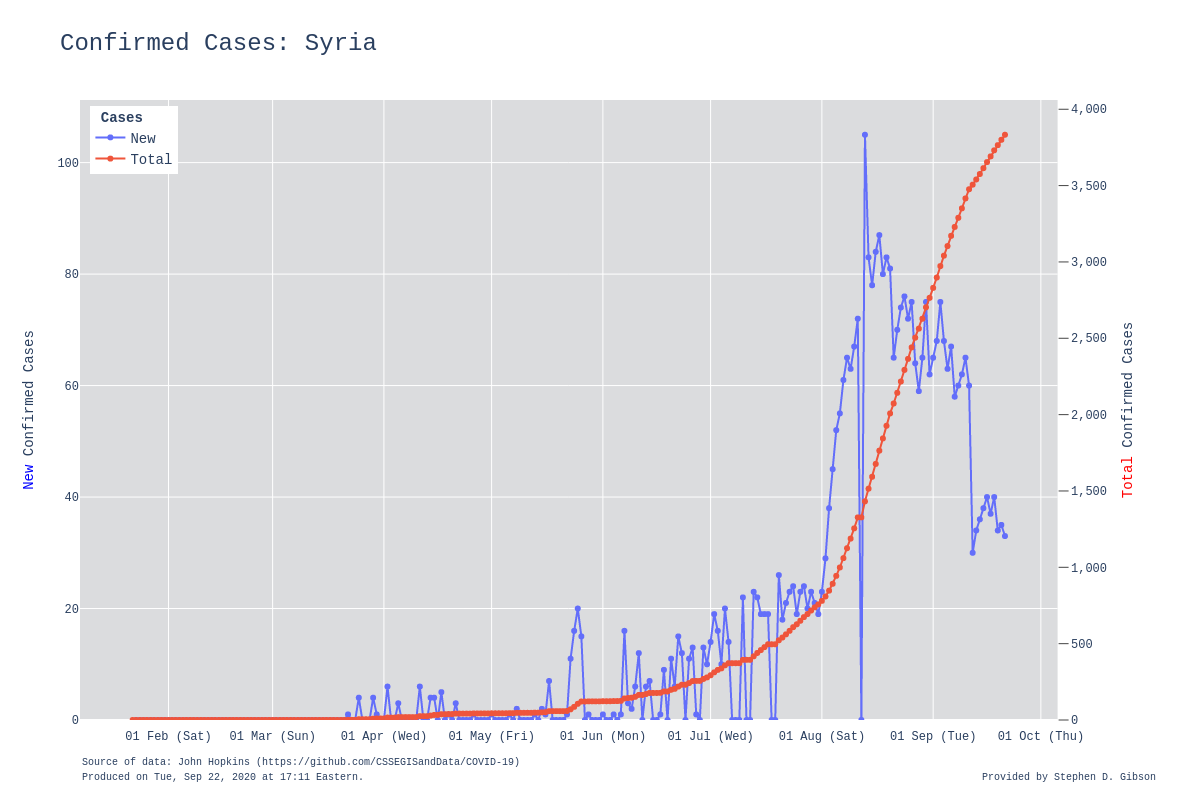 Confirmed Cases: Syria
Cases
New
Total
100
80
60
40
20
0
4,000
3,500
3,000
2,500
2,000
1,500
1,000
500
0
New Confirmed Cases
Total Confirmed Cases
01 Feb (Sat) 01 Mar (Sun) 01 Apr (Wed) 01 May (Fri) 01 Jun (Mon) 01 Jul (Wed) 01 Aug (Sat) 01 Sep (Tue) 01 Oct (Thu)
Source of data: John Hopkins (https://github.com/CSSEGISandData/COVID-19)
Produced on Tue, Sep 22, 2020 at 17:11 Eastern.
Provided by Stephen D. Gibson